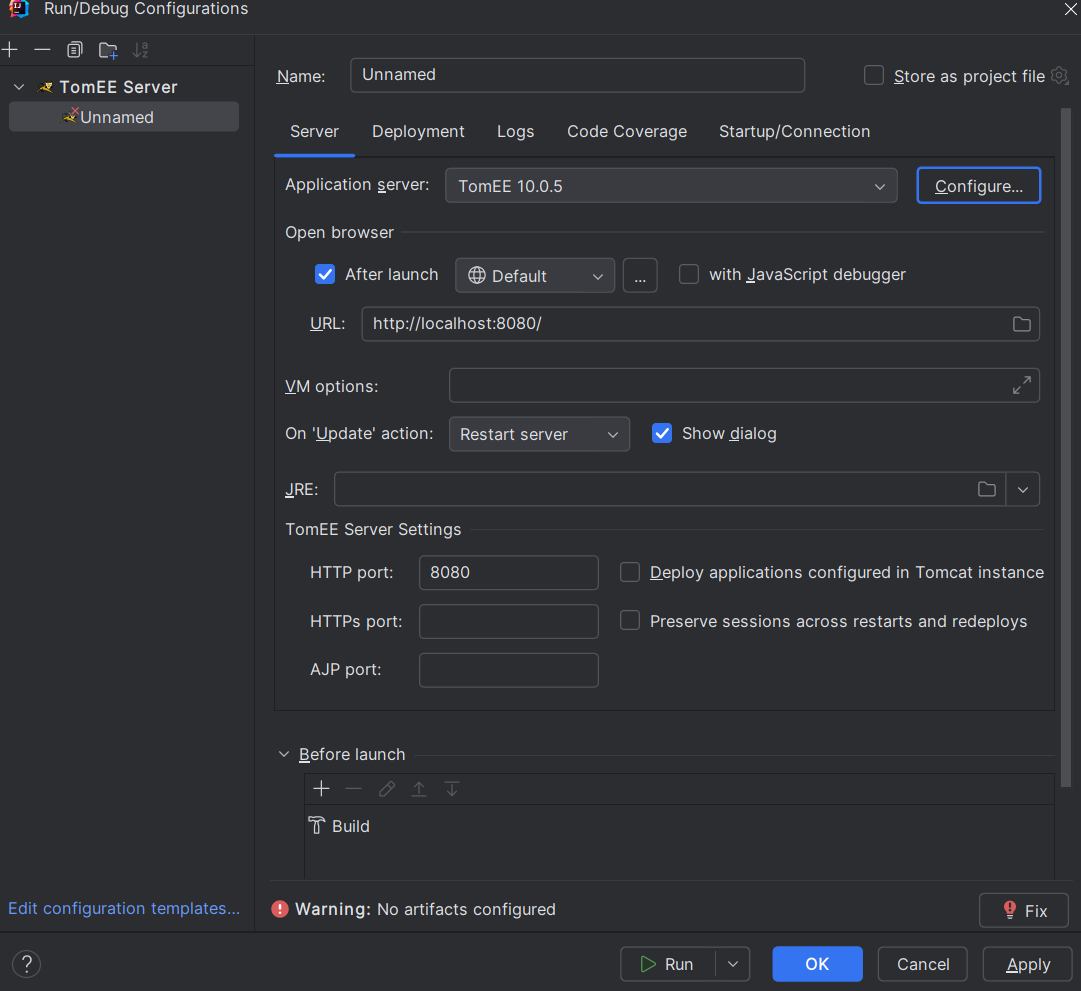 Run/Debug Configurations
TomEE Server
Unnamed
Name:
Unnamed
Store as project file
Server
Deployment
Logs
Code Coverage
Startup/Connection
Application server:
TomEE 10.0.5
Configure...
Open browser
After launch
Default
...
with JavaScript debugger
URL:
http://localhost:8080/
VM options:
On 'Update' action:
Restart server
Show dialog
JRE:
TomEE Server Settings
HTTP port:
8080
Deploy applications configured in Tomcat instance
HTTPs port:
Preserve sessions across restarts and redeploys
AJP port:
Before launch
Build
Edit configuration templates...
Warning: No artifacts configured
Fix
?
Run
OK
Cancel
Apply